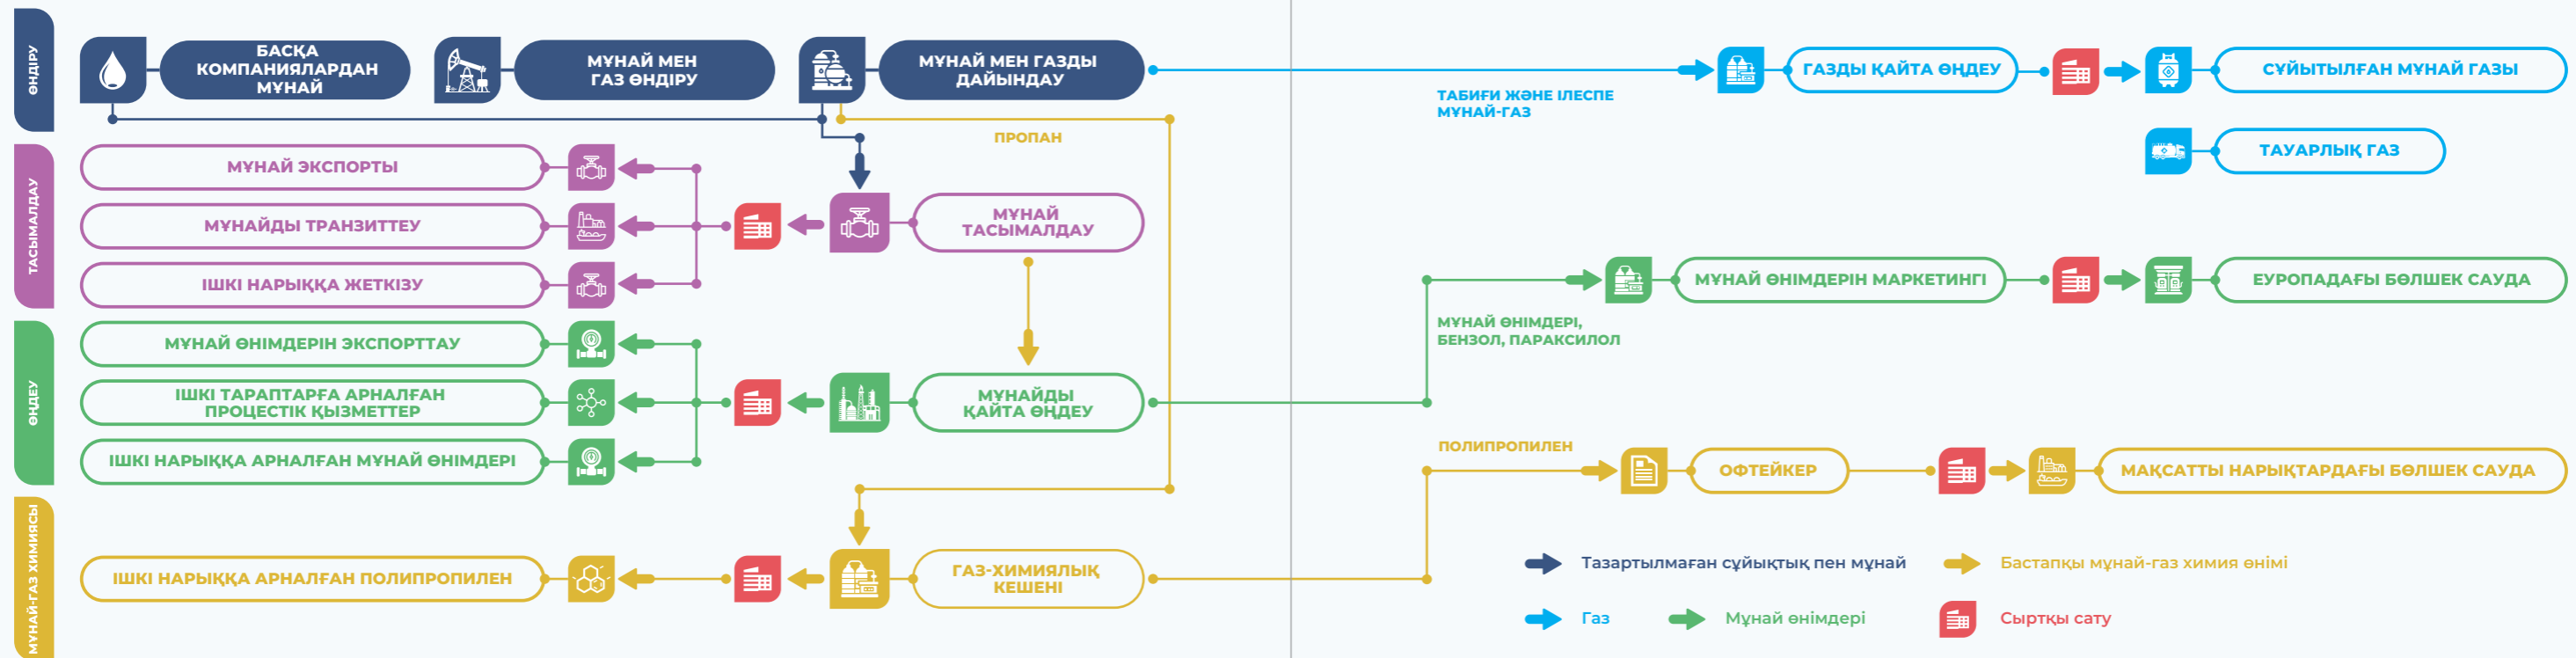 ӨНДІРУ
БАСҚА
КОМПАНИЯЛАРДАН
МҰНАЙ
МҰНАЙ МЕН
ГАЗ ӨНДІРУ
МҰНАЙ МЕН ГАЗДЫ
ДАЙЫНДАУ
ТАБИҒИ ЖӘНЕ ІЛЕСПЕ
МҰНАЙ-ГАЗ
ГАЗДЫ ҚАЙТА ӨҢДЕУ
СҰЙЫТЫЛҒАН МҰНАЙ ГАЗЫ
ТАУАРЛЫҚ ГАЗ
ПРОПАН
ТАСЫМАЛДАУ
МҰНАЙ ЭКСПОРТЫ
МҰНАЙДЫ ТРАНЗИТТЕУ
ІШКІ НАРЫҚҚА ЖЕТКІЗУ
МҰНАЙ
ТАСЫМАЛДАУ
МҰНАЙ ӨНІМДЕРІН МАРКЕТИНГІ
ЕУРОПАДАҒЫ БӨЛШЕК САУДА
МҰНАЙ ӨНІМДЕРІ,
БЕНЗОЛ, ПАРАКСИЛОЛ
ӨҢДЕУ
МҰНАЙ ӨНІМДЕРІН ЭКСПОРТТАУ
ІШКІ ТАРАПТАРҒА АРНАЛҒАН
ПРОЦЕСТІК ҚЫЗМЕТТЕР
ІШКІ НАРЫҚҚА АРНАЛҒАН МҰНАЙ ӨНІМДЕРІ
МҰНАЙДЫ
ҚАЙТА ӨҢДЕУ
ПОЛИПРОПИЛЕН
ОФТЕЙКЕР
МАҚСАТТЫ НАРЫҚТАРДАҒЫ БӨЛШЕК САУДА
МҰНАЙ-ГАЗ ХИМИЯСЫ
ІШКІ НАРЫҚҚА АРНАЛҒАН ПОЛИПРОПИЛЕН
ГАЗ-ХИМИЯЛЫҚ
КЕШЕНІ
Тазартылмаған сұйықтық пен мұнай
Бастапқы мұнай-газ химия өнімі
Газ
Мұнай өнімдері
Сыртқы сату